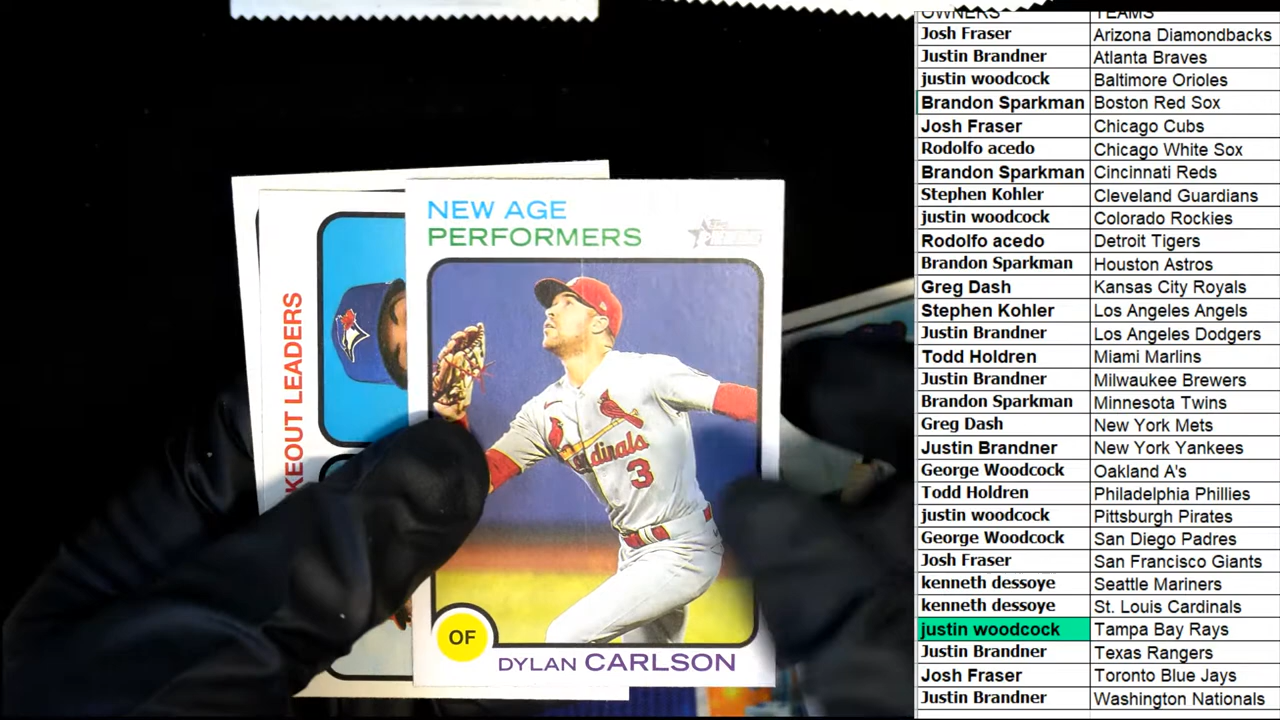 OWNERS TEAMS
Josh Fraser Arizona Diamondbacks
Justin Brandner Atlanta Braves
justin woodcock Baltimore Orioles
Brandon Sparkman Boston Red Sox
Josh Fraser Chicago Cubs
Rodolfo acedo Chicago White Sox
Brandon Sparkman Cincinnati Reds
Stephen Kohler Cleveland Guardians
justin woodcock Colorado Rockies
Rodolfo acedo Detroit Tigers
Brandon Sparkman Houston Astros
Greg Dash Kansas City Royals
Stephen Kohler Los Angeles Angels
Justin Brandner Los Angeles Dodgers
Todd Holdren Miami Marlins
Justin Brandner Milwaukee Brewers
Brandon Sparkman Minnesota Twins
Greg Dash New York Mets
Justin Brandner New York Yankees
George Woodcock Oakland A's
Todd Holdren Philadelphia Phillies
justin woodcock Pittsburgh Pirates
George Woodcock San Diego Padres
Josh Fraser San Francisco Giants
kenneth dessoye Seattle Mariners
kenneth dessoye St. Louis Cardinals
justin woodcock Tampa Bay Rays
Justin Brandner Texas Rangers
Josh Fraser Toronto Blue Jays
Justin Brandner Washington Nationals
NEW AGE
PERFORMERS
Cardinals
3
OF
DYLAN CARLSON
KEOUT LEADERS